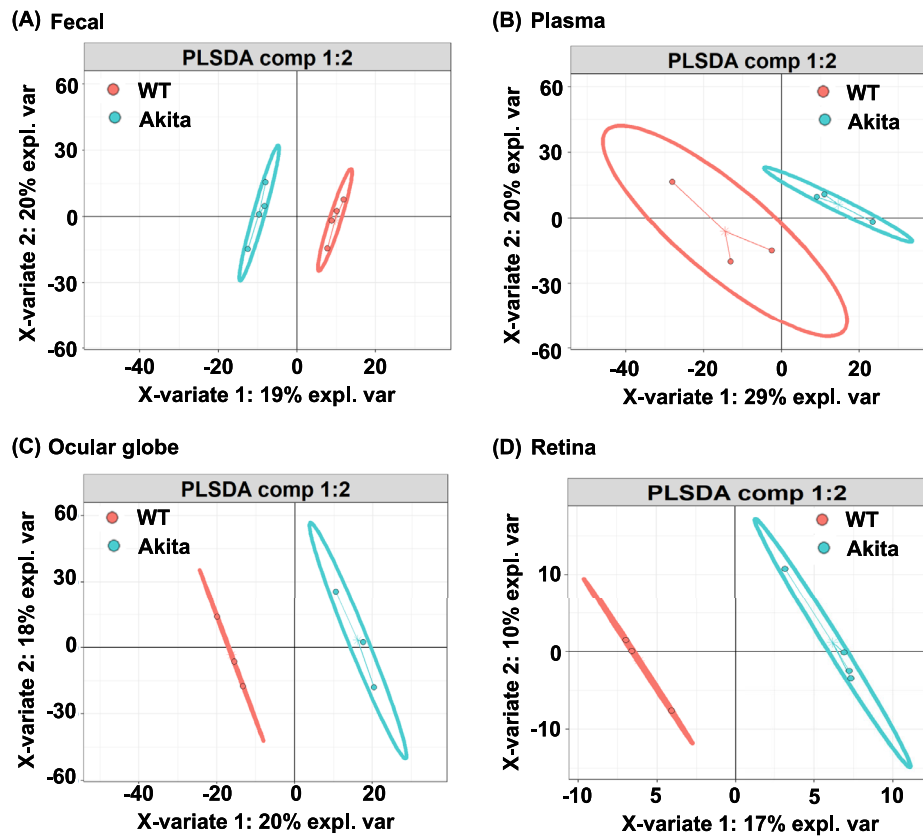 (A) Fecal
PLSDA comp 1:2
WT
Akita
60
30
0
-30
-60
-40
-20
0
20
X-variate 2: 20% expl. var
X-variate 1: 19% expl. var
(B) Plasma
PLSDA comp 1:2
WT
Akita
60
30
0
-30
-60
-40
-20
0
20
X-variate 2: 20% expl. var
X-variate 1: 29% expl. var
(C) Ocular globe
PLSDA comp 1:2
WT
Akita
60
30
0
-30
-60
-40
-20
0
20
X-variate 2: 18% expl. var
X-variate 1: 20% expl. var
(D) Retina
PLSDA comp 1:2
WT
Akita
10
0
-10
-10
5
0
5
10
X-variate 2: 10% expl. var
X-variate 1: 17% expl. var